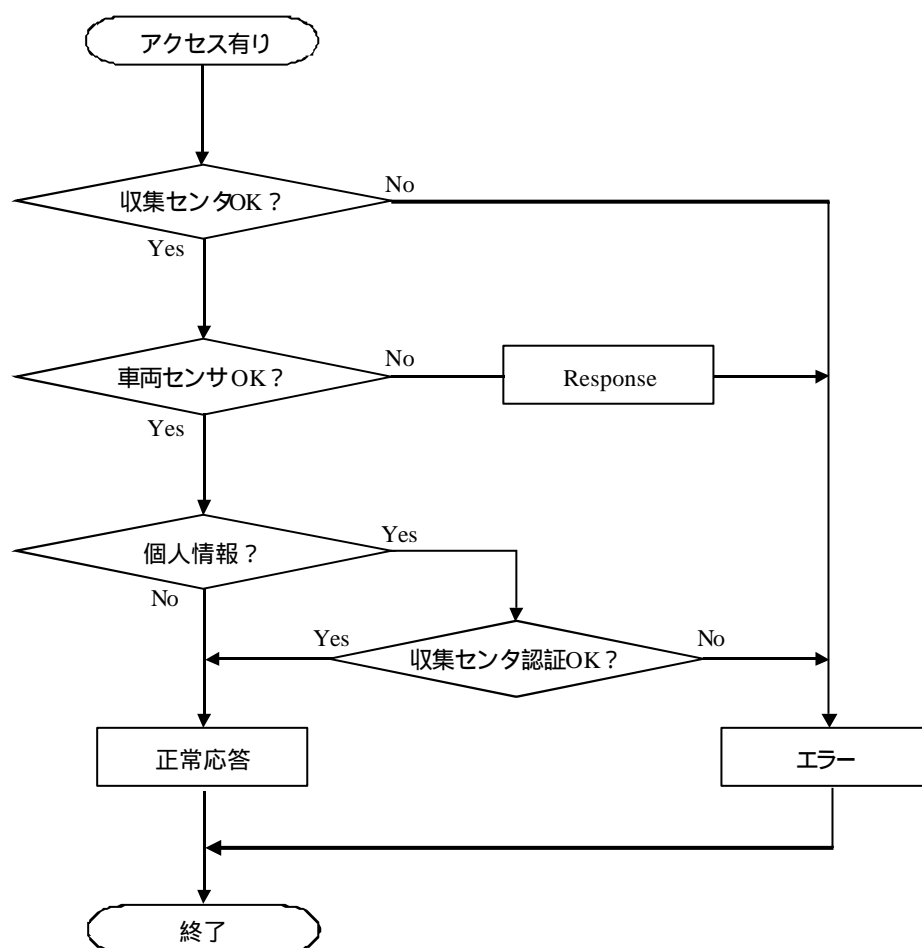 アクセス有り
収集センタOK？
No
Yes
車両センサOK？
No
Response
Yes
個人情報？
Yes
No
Yes
収集センタ認証OK？
No
正常応答
エラー
終了